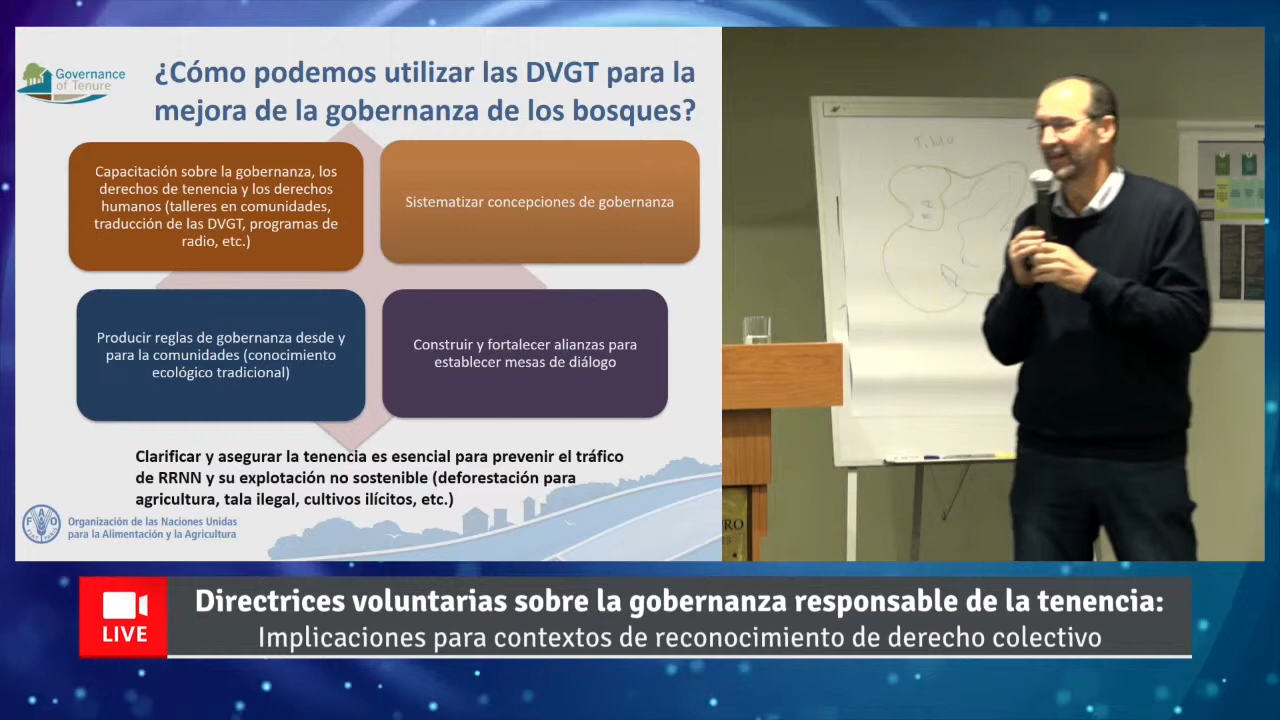 Governance
of Tenure
¿Cómo podemos utilizar las DVGT para la
mejora de la gobernanza de los bosques?
Capacitación sobre la gobernanza, los
derechos de tenencia y los derechos
humanos (talleres en comunidades,
traducción de las DVGT, programas de
radio, etc.)
Sistematizar concepciones de gobernanza
Producir reglas de gobernanza desde y
para la comunidades (conocimiento
ecológico tradicional)
Construir y fortalecer alianzas para
establecer mesas de diálogo
Clarificar y asegurar la tenencia es esencial para prevenir el tráfico
de RRNN y su explotación no sostenible (deforestación para
agricultura, tala ilegal, cultivos ilícitos, etc.)
Organización de las Naciones Unidas
para la Alimentación y la Agricultura
LIVE
Directrices voluntarias sobre la gobernanza responsable de la tenencia:
Implicaciones para contextos de reconocimiento de derecho colectivo